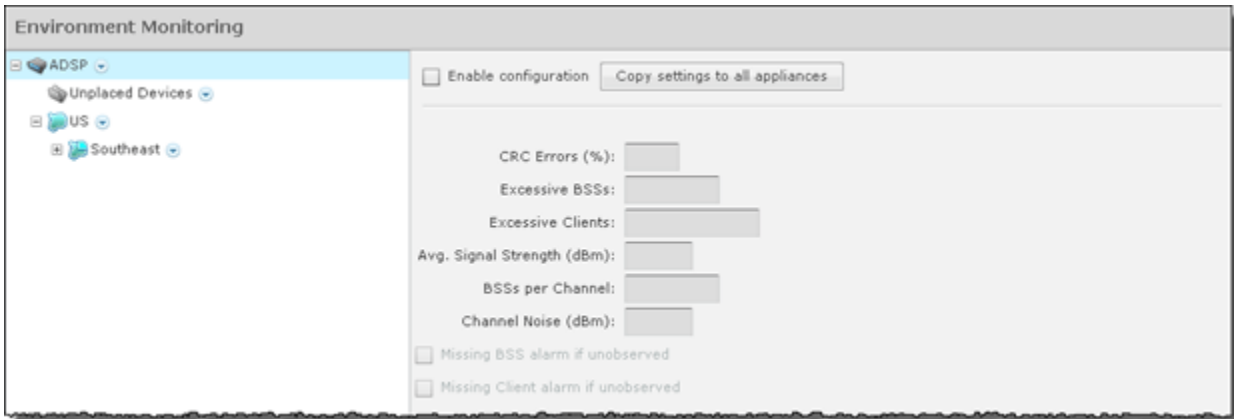 Environment Monitoring
ADSP
Unplaced Devices
US
Southeast
Enable configuration Copy settings to all appliances
CRC Errors (%):
Excessive BSSs:
Excessive Clients:
Avg. Signal Strength (dBm):
BSSs per Channel:
Channel Noise (dBm):
Missing BSS alarm if unobserved
Missing Client alarm if unobserved